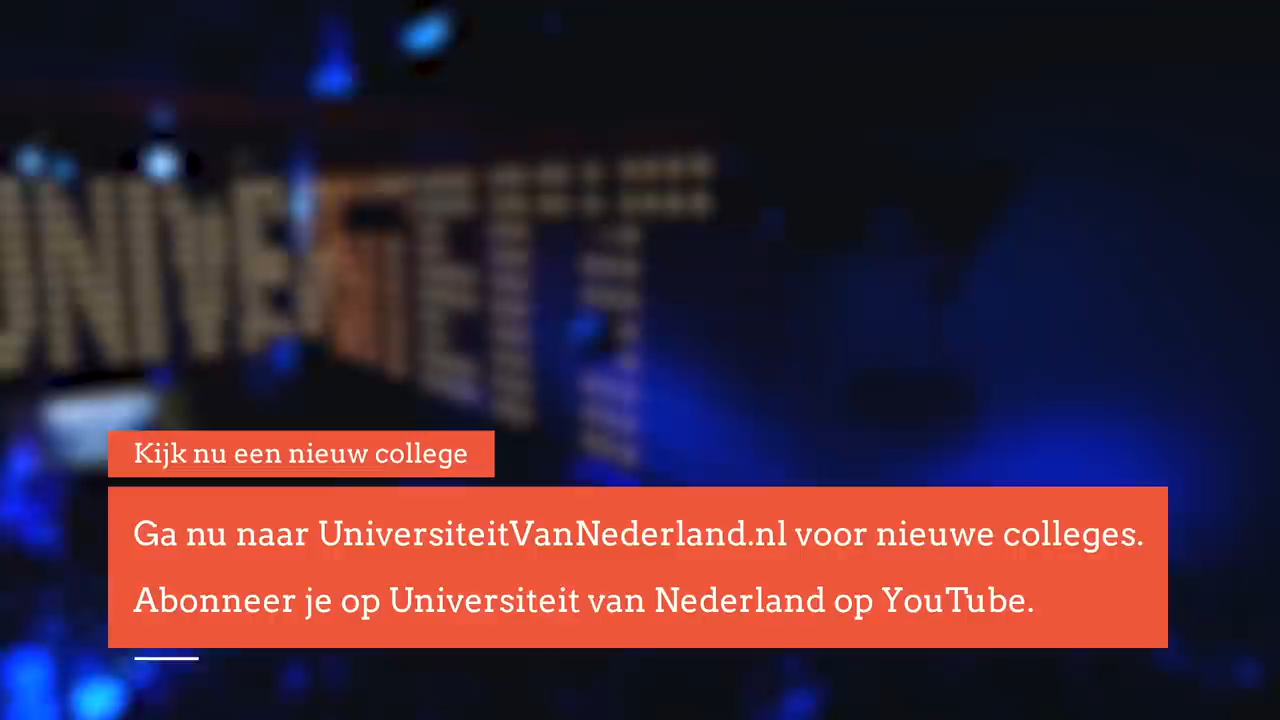 UNIVERSITEIT
Kijk nu een nieuw college
Ga nu naar UniversiteitVanNederland.nl voor nieuwe colleges.
Abonneer je op Universiteit van Nederland op YouTube.